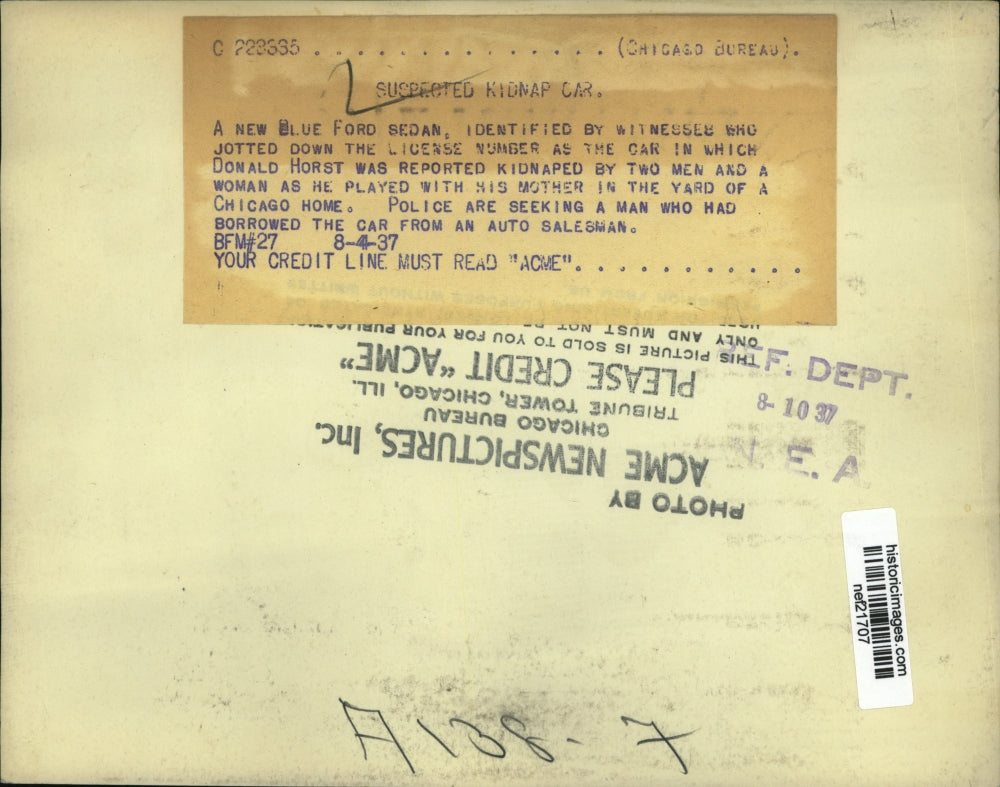 C 223335 . . . . . . . . . . . . . . . (CHICAGO BUREAU).
SUSPECTED KIDNAP CAR.
A NEW BLUE FORD SEDAN, IDENTIFIED BY WITNESSES WHO
JOTTED DOWN THE LICENSE NUMBER AS THE CAR IN WHICH
DONALD HORST WAS REPORTED KIDNAPED BY TWO MEN AND A
WOMAN AS HE PLAYED WITH HIS MOTHER IN THE YARD OF A
CHICAGO HOME. POLICE ARE SEEKING A MAN WHO HAD
BORROWED THE CAR FROM AN AUTO SALESMAN.
BFM#27 8-4-37
YOUR CREDIT LINE MUST READ "ACME". . . . . . . . . . . .
REF. DEPT.
8-10 37
N. E. A.
PHOTO BY
ACME NEWSPICTURES, Inc.
CHICAGO BUREAU
TRIBUNE TOWER, CHICAGO, ILL.
PLEASE CREDIT "ACME"
THIS PICTURE IS SOLD TO YOU FOR YOUR PUBLICATION
ONLY AND MUST NOT BE
historicimages.com
nef21707
A138-7